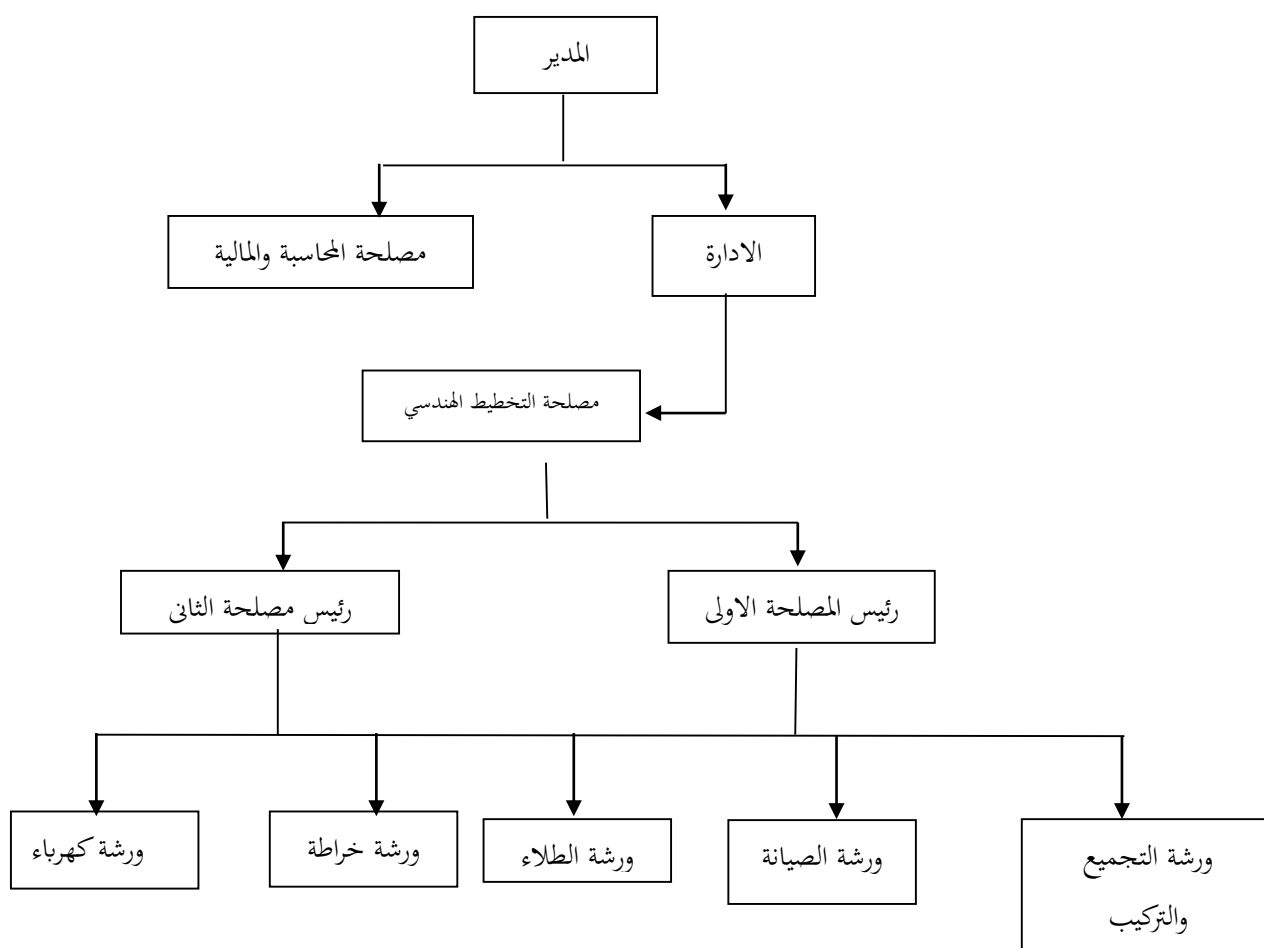 المدير
الادارة
مصلحة المحاسبة والمالية
مصلحة التخطيط الهندسي
رئيس المصلحة الاولى
رئيس مصلحة الثانى
ورشة التجميع
والتركيب
ورشة الصيانة
ورشة الطلاء
ورشة خراطة
ورشة كهرباء